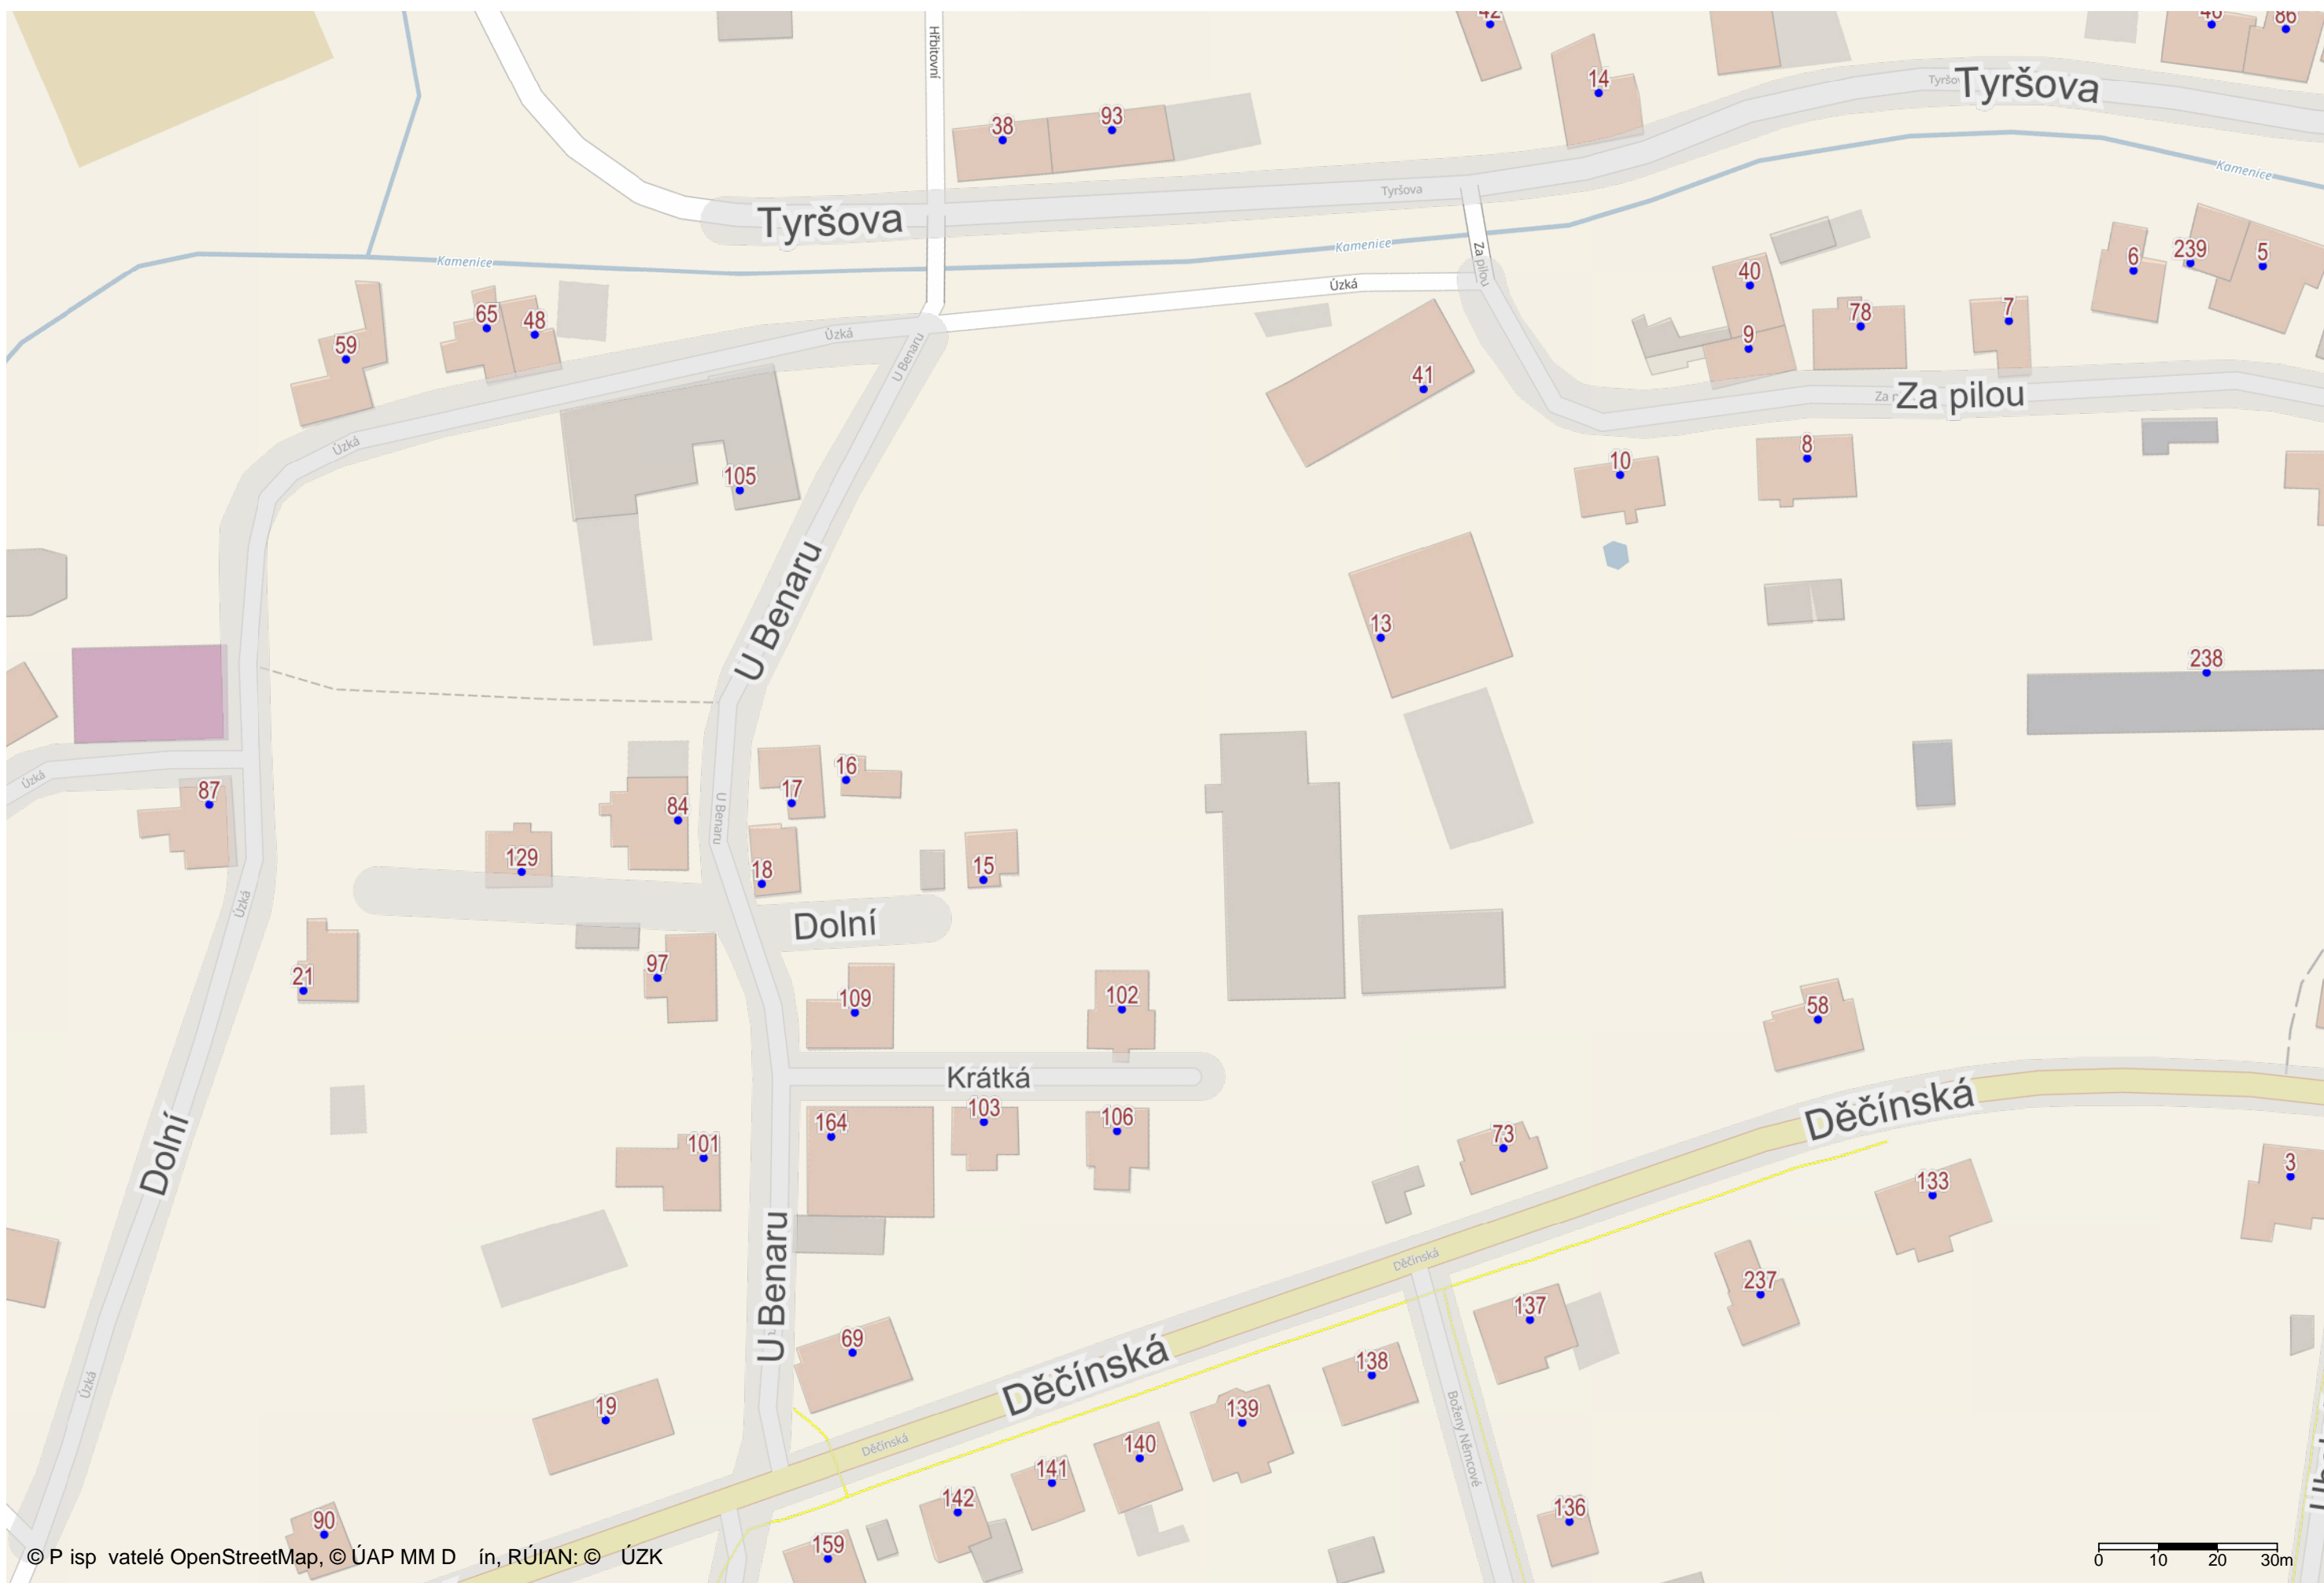 42
46
86
Hřbitovní
14
Tyršova
38
93
Tyršova
Tyršova
Kamenice
Kamenice
Kamenice
Za pilou
Úzká
6
239
5
40
65
48
59
Úzká
U Benaru
78
7
9
41
Za pilou
Úzká
105
10
8
U Benaru
13
238
Úzká
87
84
17
16
U Benaru
129
18
15
Úzká
Dolní
21
97
109
102
58
Krátká
Děčínská
103
106
164
73
101
Dolní
3
133
U Benaru
Děčínská
237
137
69
Děčínská
138
Úzká
19
139
Boženy Němcové
Děčínská
140
141
142
136
90
159
© P isp vatelé OpenStreetMap, © ÚAP MM D ín, RÚIAN: © ÚZK
0 10 20 30m